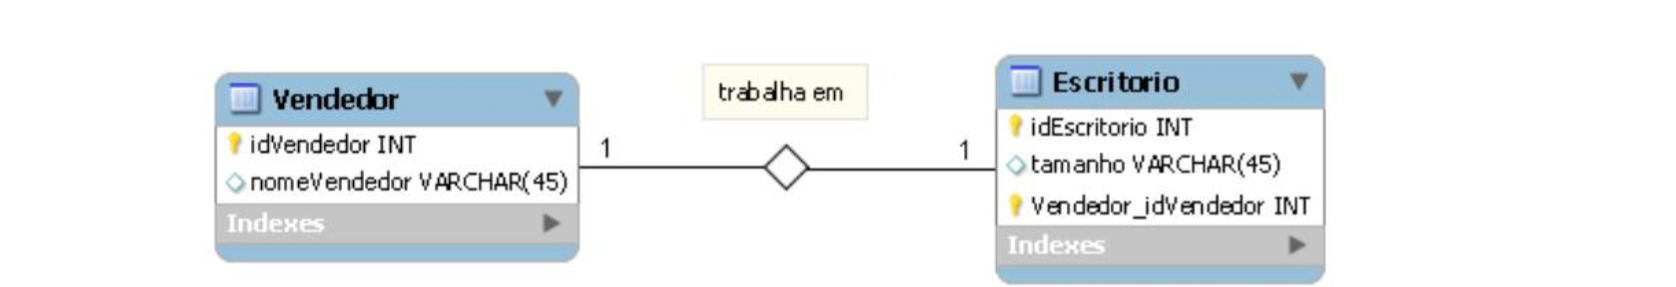 Vendedor
idVendedor INT
nomeVendedor VARCHAR(45)
Indexes
1
trabalha em
1
Escritorio
idEscritorio INT
tamanho VARCHAR(45)
Vendedor_idVendedor INT
Indexes